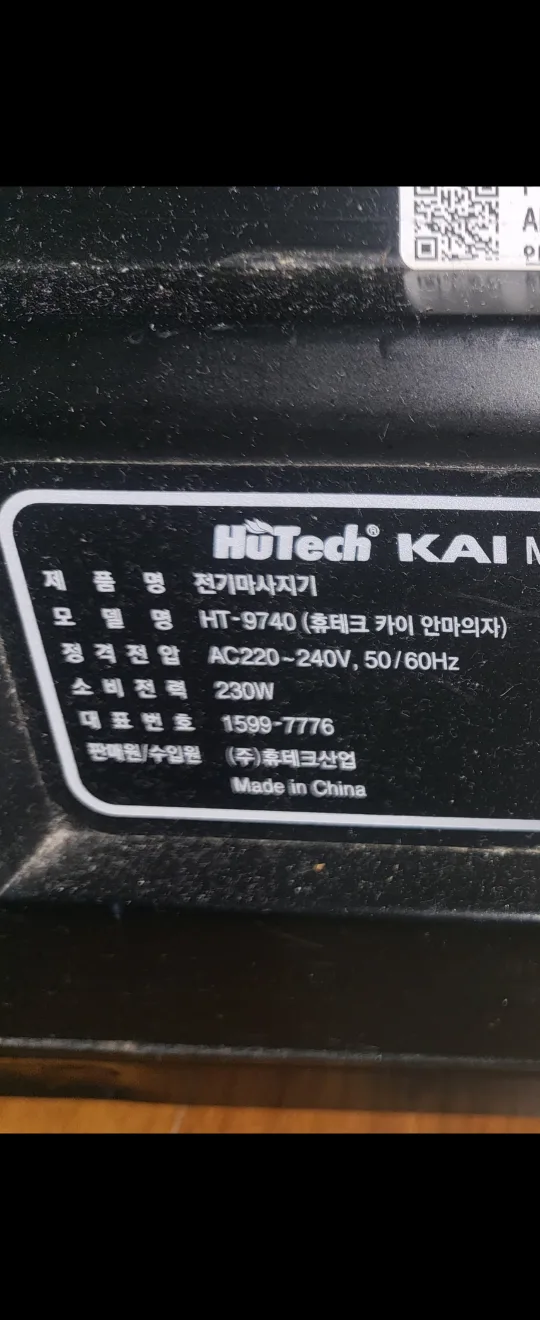 HuTech® KAI
제품명 전기마사지기
모델명 HT-9740 (휴테크 카이 안마의자)
정격전압 AC220~240V, 50/60Hz
소비전력 230W
대표번호 1599-7776
판매원/수입원 (주)휴테크산업
Made in China